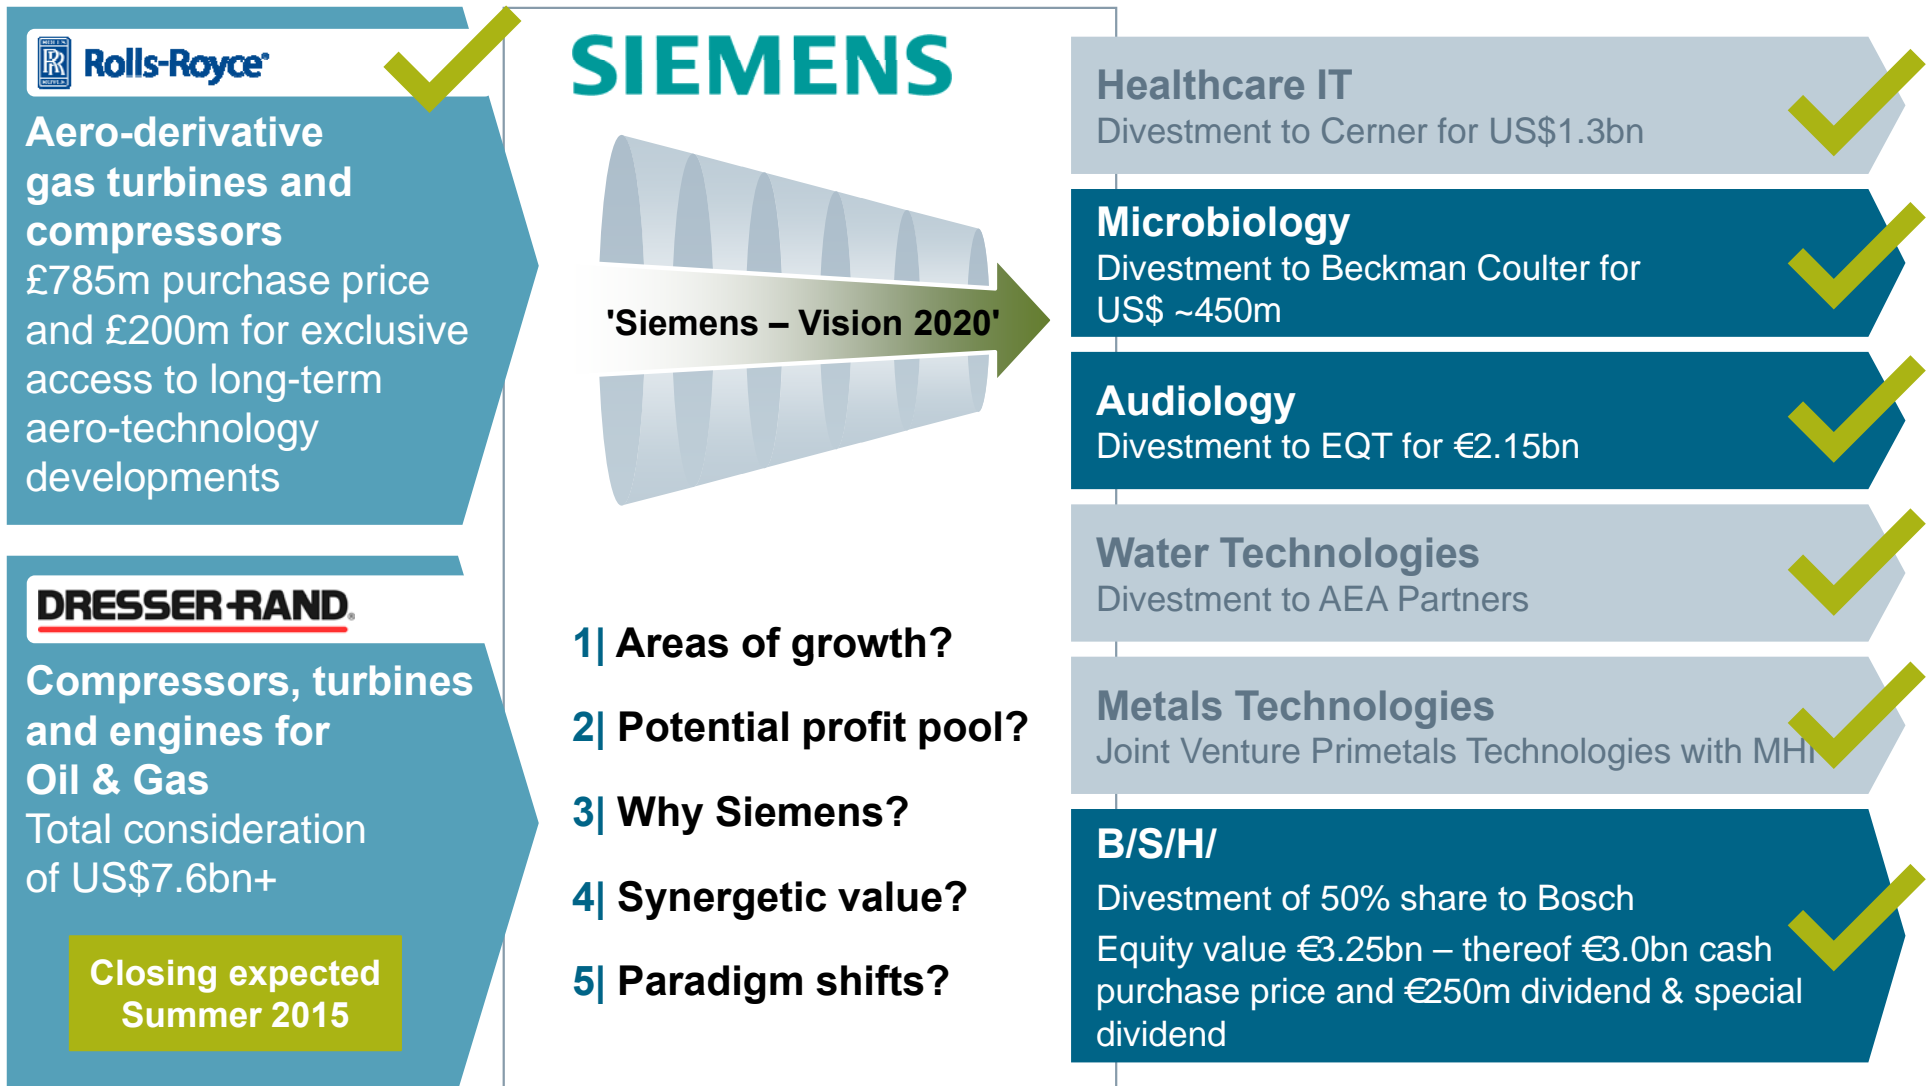 Rolls-Royce
Aero-derivative
gas turbines and
compressors
£785m purchase price
and £200m for exclusive
access to long-term
aero-technology
developments
DRESSER-RAND®
Compressors, turbines
and engines for
Oil & Gas
Total consideration
of US$7.6bn+
Closing expected
Summer 2015
SIEMENS
'Siemens – Vision 2020'
1| Areas of growth?
2| Potential profit pool?
3| Why Siemens?
4| Synergetic value?
5| Paradigm shifts?
Healthcare IT
Divestment to Cerner for US$1.3bn
Microbiology
Divestment to Beckman Coulter for
US$ ~450m
Audiology
Divestment to EQT for €2.15bn
Water Technologies
Divestment to AEA Partners
Metals Technologies
Joint Venture Primetals Technologies with MHI
B/S/H/
Divestment of 50% share to Bosch
Equity value €3.25bn – thereof €3.0bn cash
purchase price and €250m dividend & special
dividend